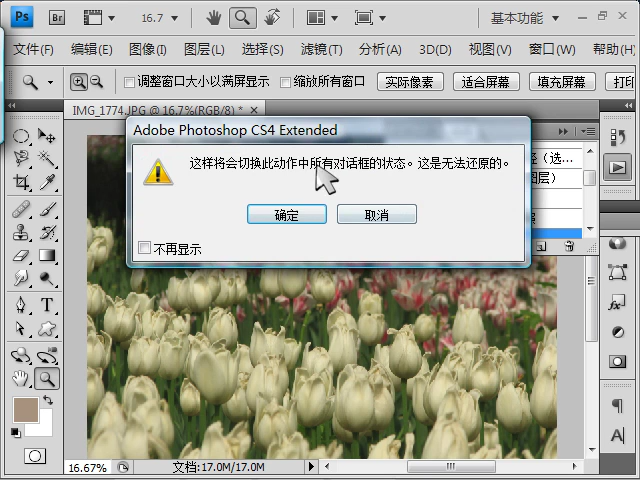 Ps Br 16.7 基本功能
文件(F) 编辑(E) 图像(I) 图层(L) 选择(S) 滤镜(T) 分析(A) 3D(D) 视图(V) 窗口(W) 帮助(H)
调整窗口大小以满屏显示 缩放所有窗口 实际像素 适合屏幕 填充屏幕 打印
IMG_1774.JPG @ 16.7%(RGB/8) *
Adobe Photoshop CS4 Extended
这样将会切换此动作中所有对话框的状态。这是无法还原的。
确定 取消
不再显示
(选...
图层)
16.67% 文档:17.0M/17.0M